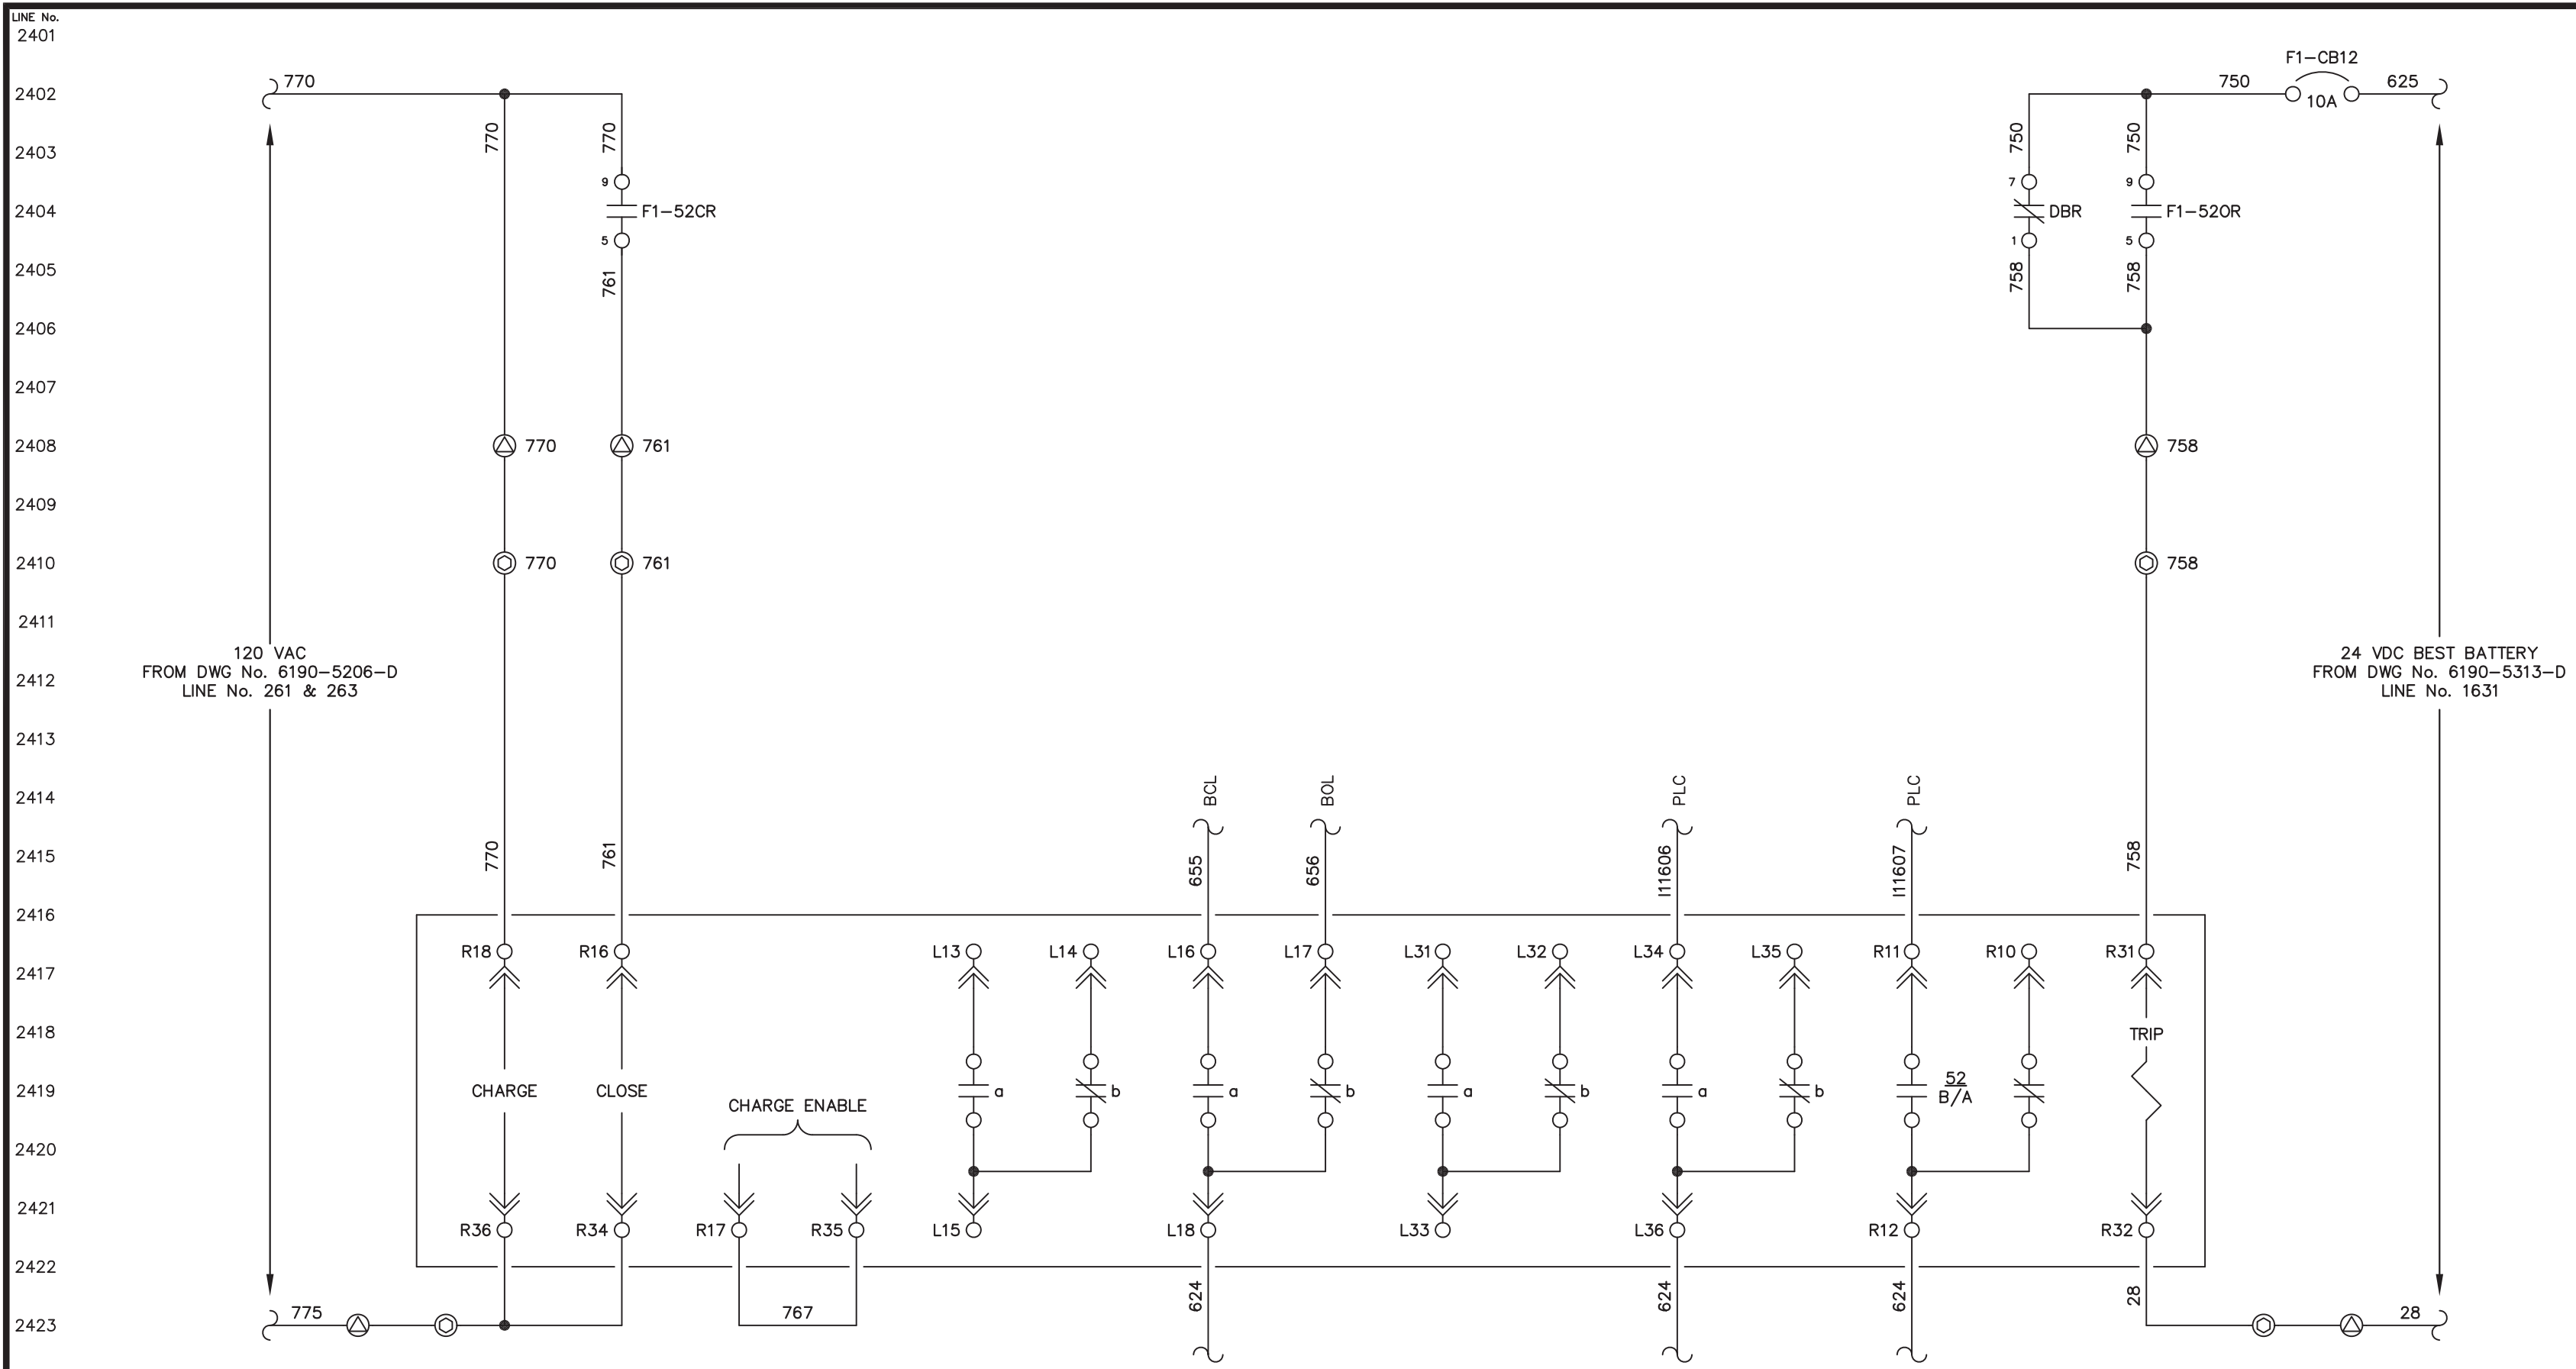 LINE No.
2401
F1-CB12
2402
770
750
10A
625
770
770
750
750
2403
9
7
9
2404
F1-52CR
DBR
F1-52OR
5
1
5
2405
761
758
758
2406
2407
2408
770
761
758
2409
2410
770
761
758
2411
120 VAC
FROM DWG No. 6190-5206-D
LINE No. 261 & 263
24 VDC BEST BATTERY
FROM DWG No. 6190-5313-D
LINE No. 1631
2412
2413
2414
BCL
BOL
PLC
PLC
2415
770
761
655
656
I11606
I11607
758
2416
R18
R16
L13
L14
L16
L17
L31
L32
L34
L35
R11
R10
R31
2417
2418
TRIP
2419
CHARGE
CLOSE
CHARGE ENABLE
a
b
a
b
a
b
a
b
52
B/A
2420
2421
R36
R34
R17
R35
L15
L18
L33
L36
R12
R32
2422
624
624
624
28
2423
775
767
28